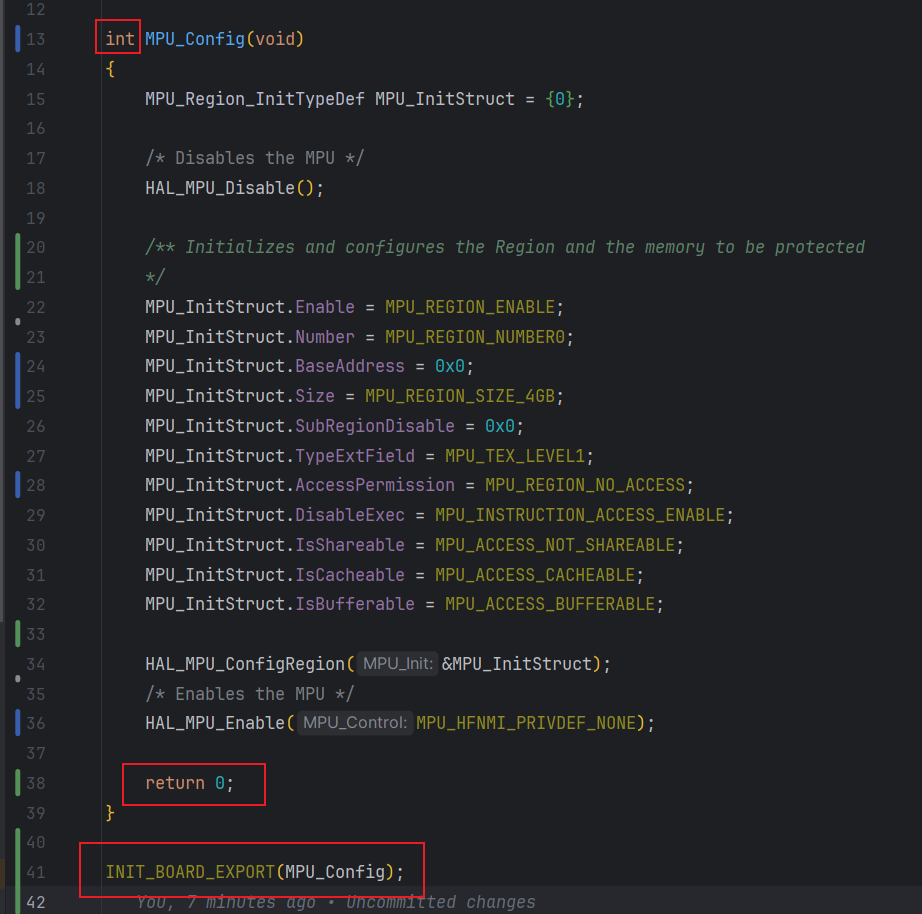 12
13 int MPU_Config(void)
14 {
15 MPU_Region_InitTypeDef MPU_InitStruct = {0};
16
17 /* Disables the MPU */
18 HAL_MPU_Disable();
19
20 /** Initializes and configures the Region and the memory to be protected
21 */
22 MPU_InitStruct.Enable = MPU_REGION_ENABLE;
23 MPU_InitStruct.Number = MPU_REGION_NUMBER0;
24 MPU_InitStruct.BaseAddress = 0x0;
25 MPU_InitStruct.Size = MPU_REGION_SIZE_4GB;
26 MPU_InitStruct.SubRegionDisable = 0x0;
27 MPU_InitStruct.TypeExtField = MPU_TEX_LEVEL1;
28 MPU_InitStruct.AccessPermission = MPU_REGION_NO_ACCESS;
29 MPU_InitStruct.DisableExec = MPU_INSTRUCTION_ACCESS_ENABLE;
30 MPU_InitStruct.IsShareable = MPU_ACCESS_NOT_SHAREABLE;
31 MPU_InitStruct.IsCacheable = MPU_ACCESS_CACHEABLE;
32 MPU_InitStruct.IsBufferable = MPU_ACCESS_BUFFERABLE;
33
34 HAL_MPU_ConfigRegion( MPU_Init: &MPU_InitStruct);
35 /* Enables the MPU */
36 HAL_MPU_Enable( MPU_Control: MPU_HFNMI_PRIVDEF_NONE);
37
38 return 0;
39 }
40
41 INIT_BOARD_EXPORT(MPU_Config);
42 You, 7 minutes ago • Uncommitted changes